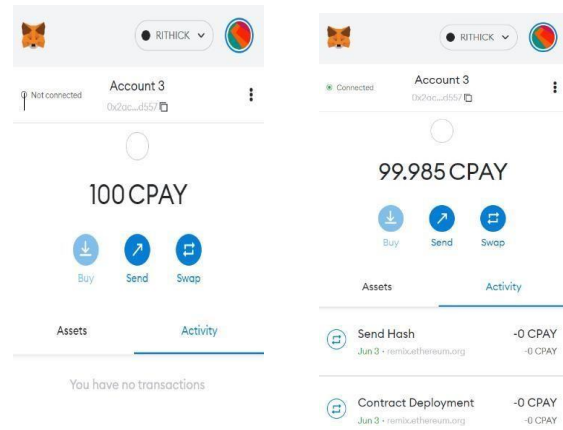 RITHICK
Not connected
Account 3
0x2ac...d557
100 CPAY
Buy Send Swap
Assets Activity
You have no transactions
RITHICK
Connected
Account 3
0x2ac...d557
99.985 CPAY
Buy Send Swap
Assets Activity
Send Hash -0 CPAY
Jun 3 · remix.ethereum.org -0 CPAY
Contract Deployment -0 CPAY
Jun 3 · remix.ethereum.org -0 CPAY